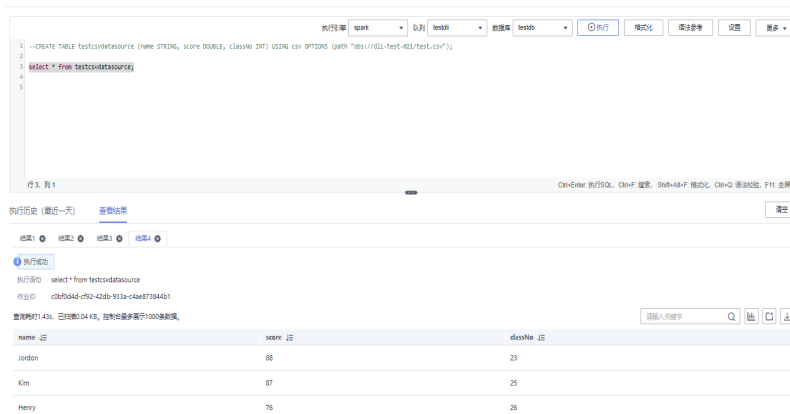 执行引擎 spark 队列 testdli 数据库 testdb 执行 格式化 语法参考 设置 更多
1 --CREATE TABLE testcsvdatasource (name STRING, score DOUBLE, classNo INT) USING csv OPTIONS (path "obs://dli-test-021/test.csv");
2
3 select * from testcsvdatasource;
4
5
行 3, 列 1 Ctrl+Enter: 执行SQL, Ctrl+F: 搜索, Shift+Alt+F: 格式化, Ctrl+Q: 语法校验, F11: 全屏
执行历史 (最近一天) 查看结果 清空
结果1 结果2 结果3 结果4
执行成功
执行语句 select * from testcsvdatasource
作业ID c0bf0d4d-cf92-42db-933a-c4ae873844b1
查询耗时1.43s, 已扫描0.04 KB, 控制台最多展示1000条数据。 请输入关键字
name score classNo
Jordon 88 23
Kim 87 25
Henry 76 26